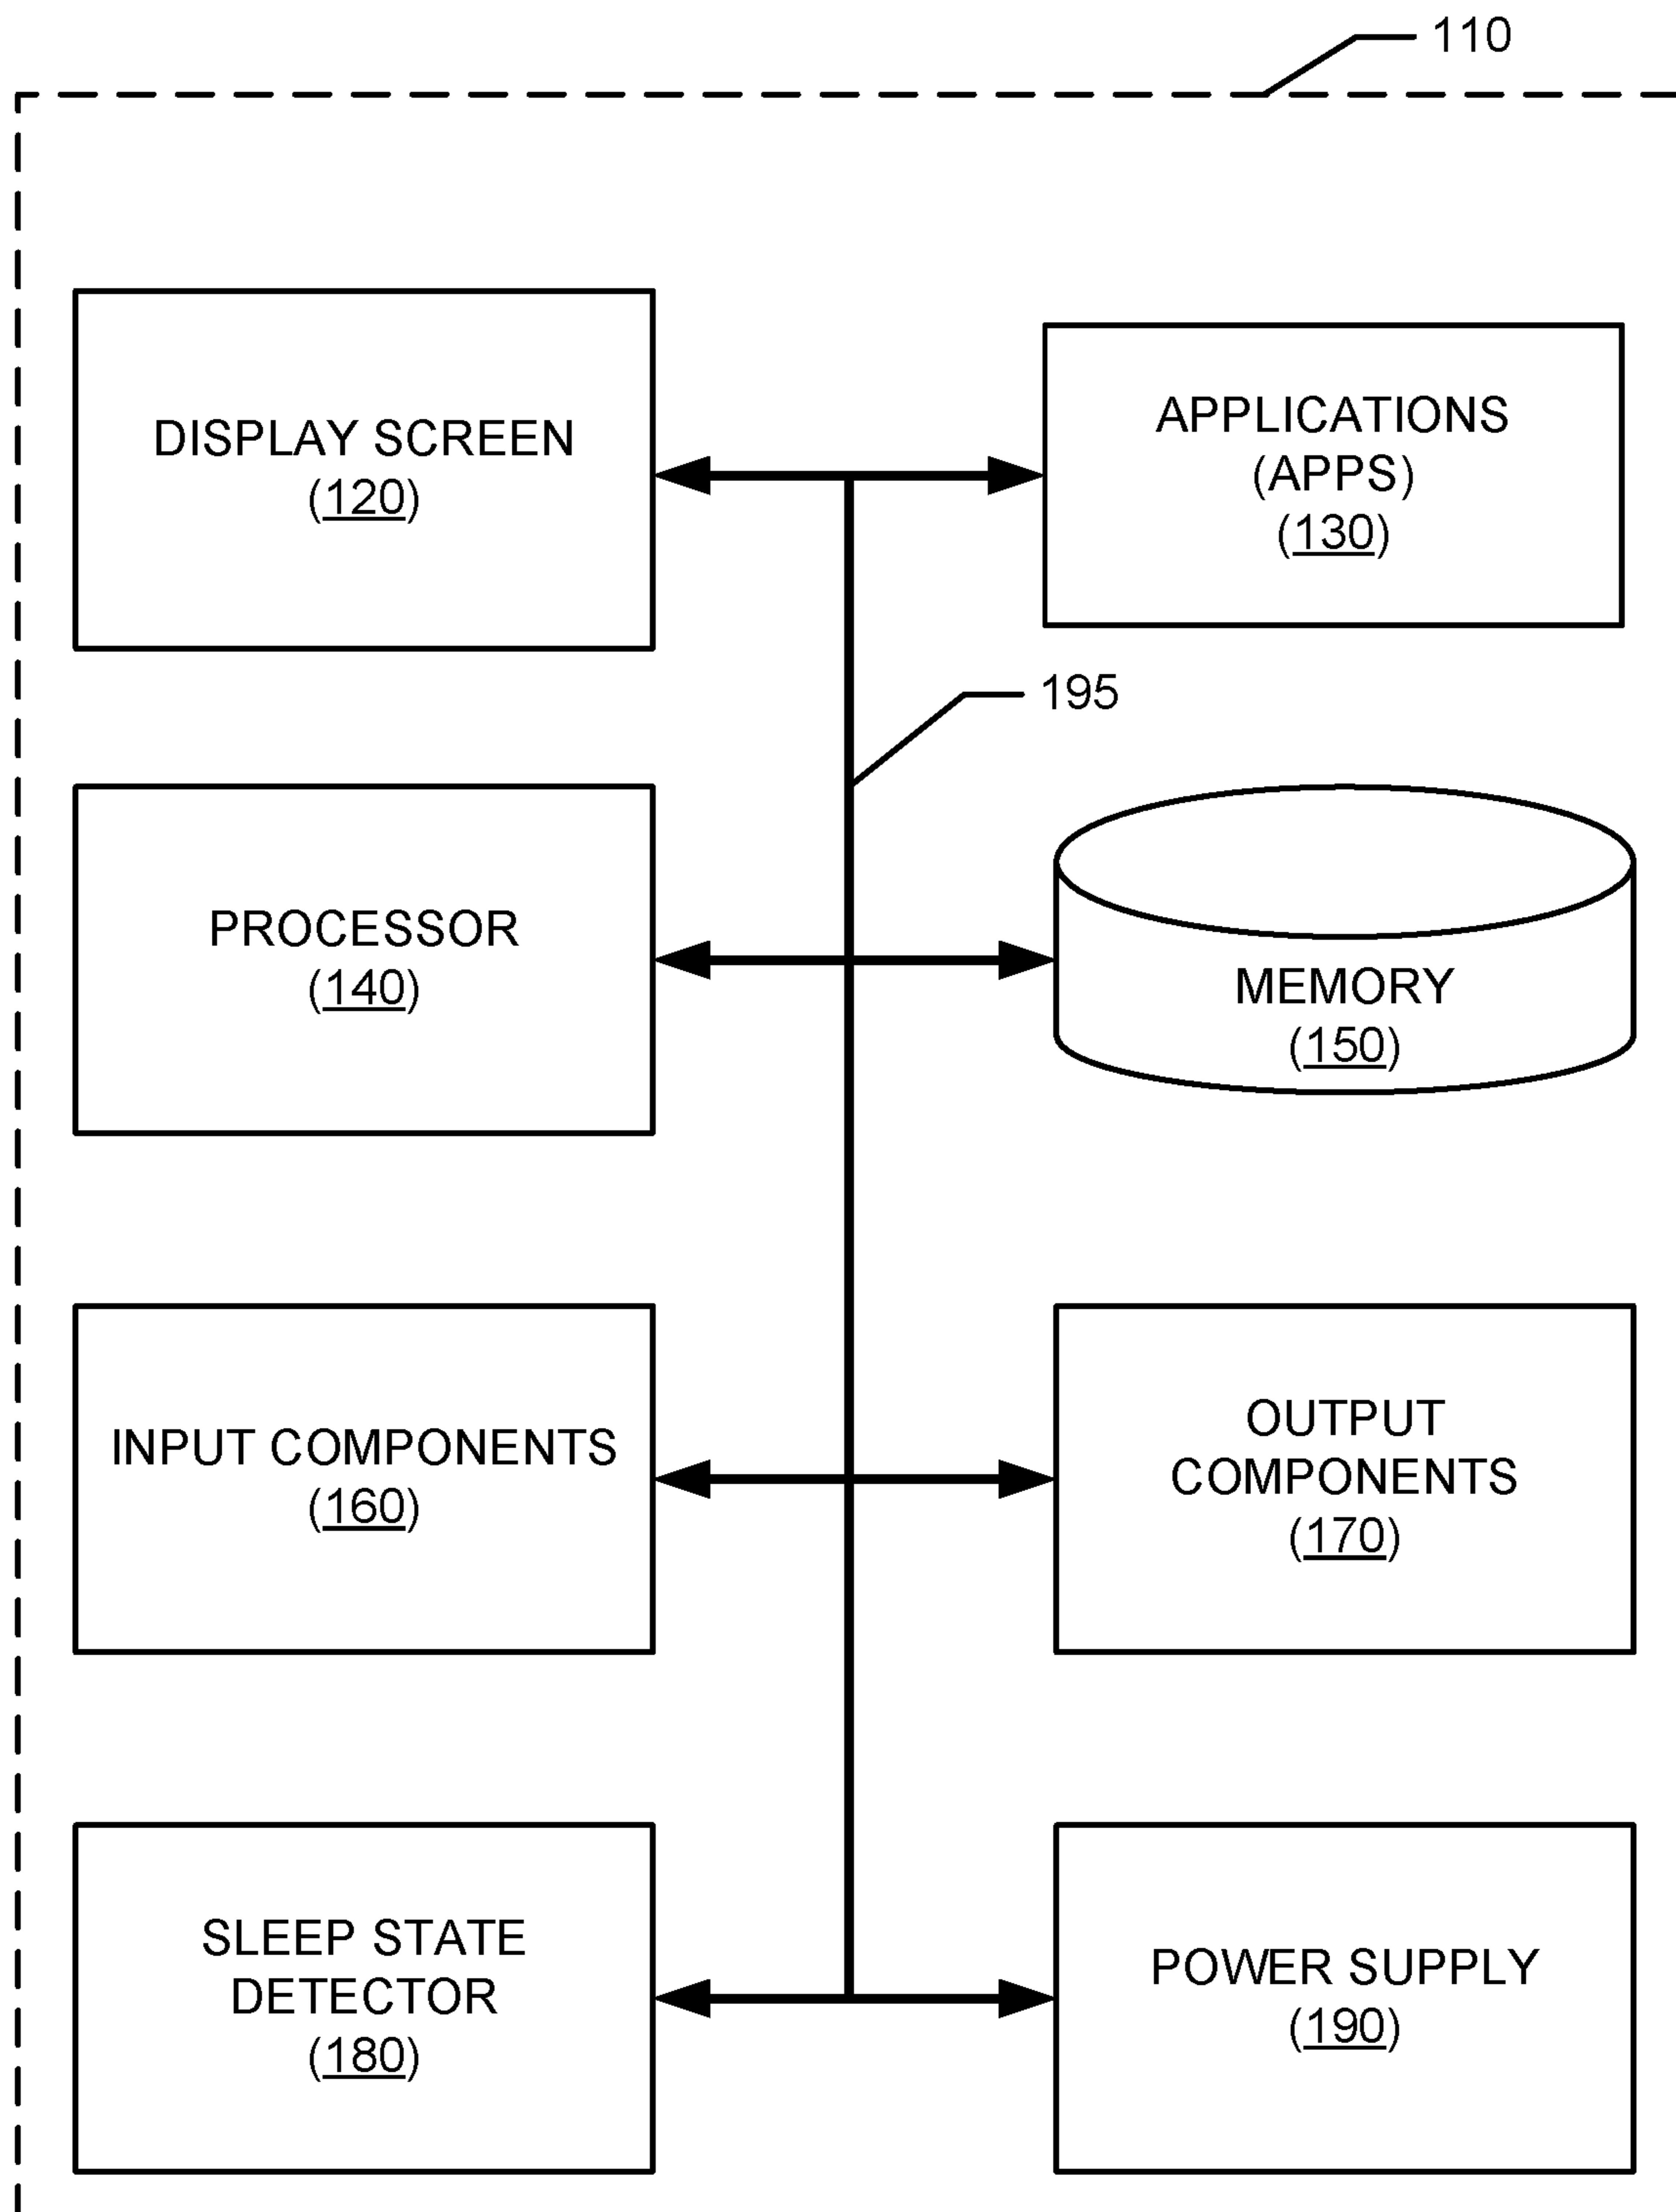 110
DISPLAY SCREEN
(120)
APPLICATIONS
(APPS)
(130)
195
PROCESSOR
(140)
MEMORY
(150)
INPUT COMPONENTS
(160)
OUTPUT
COMPONENTS
(170)
SLEEP STATE
DETECTOR
(180)
POWER SUPPLY
(190)